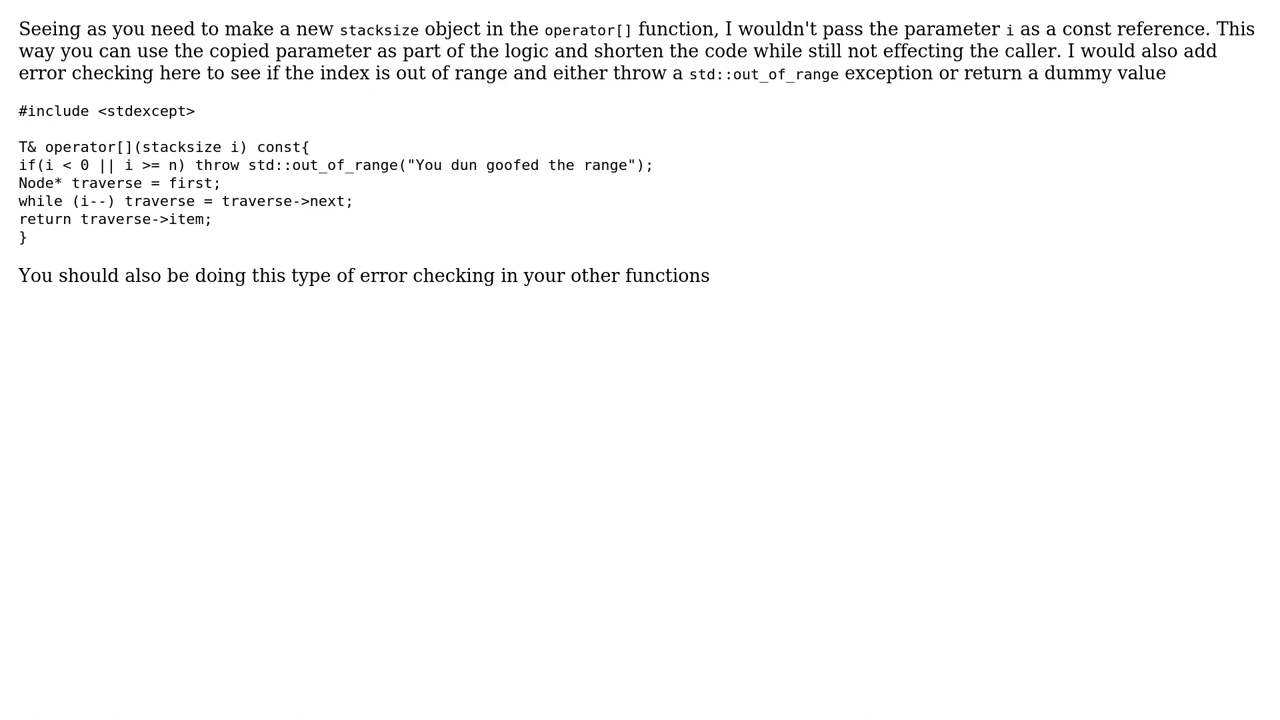 Seeing as you need to make a new stacksize object in the operator[] function, I wouldn't pass the parameter i as a const reference. This
way you can use the copied parameter as part of the logic and shorten the code while still not effecting the caller. I would also add
error checking here to see if the index is out of range and either throw a std::out_of_range exception or return a dummy value
#include <stdexcept>
T& operator[](stacksize i) const{
if(i < 0 || i >= n) throw std::out_of_range("You dun goofed the range");
Node* traverse = first;
while (i--) traverse = traverse->next;
return traverse->item;
}
You should also be doing this type of error checking in your other functions